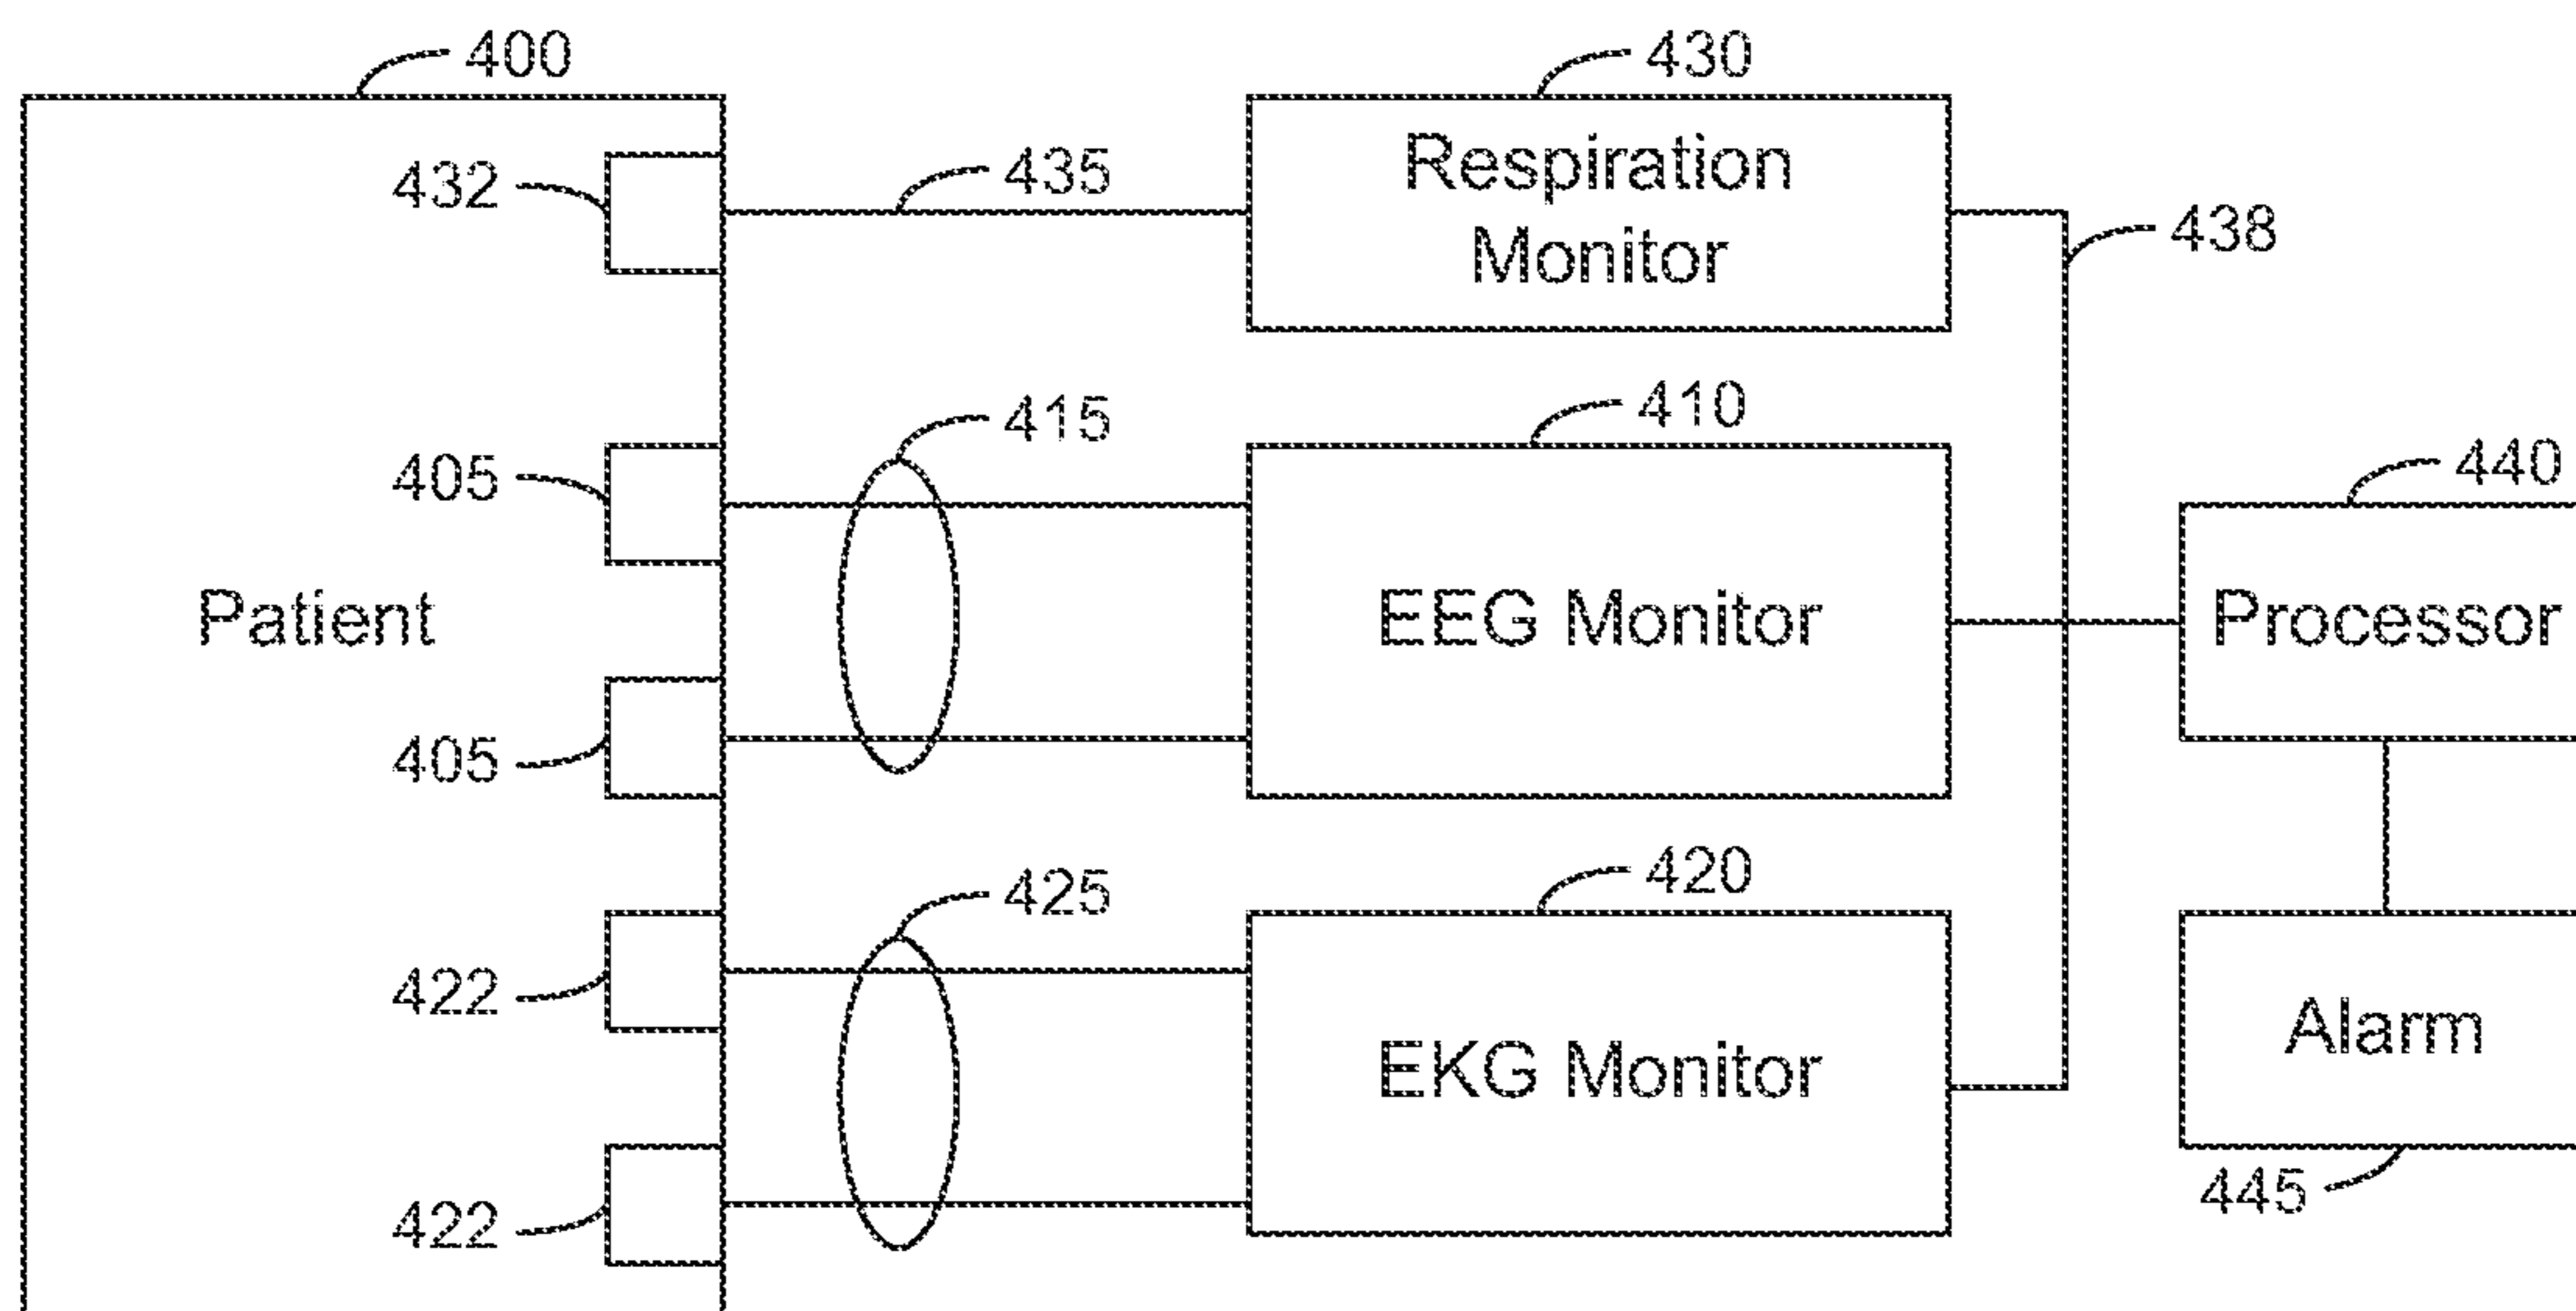 400
430
432
435
Respiration
Monitor
438
415
410
440
405
Patient
EEG Monitor
Processor
405
425
420
422
EKG Monitor
Alarm
445
422